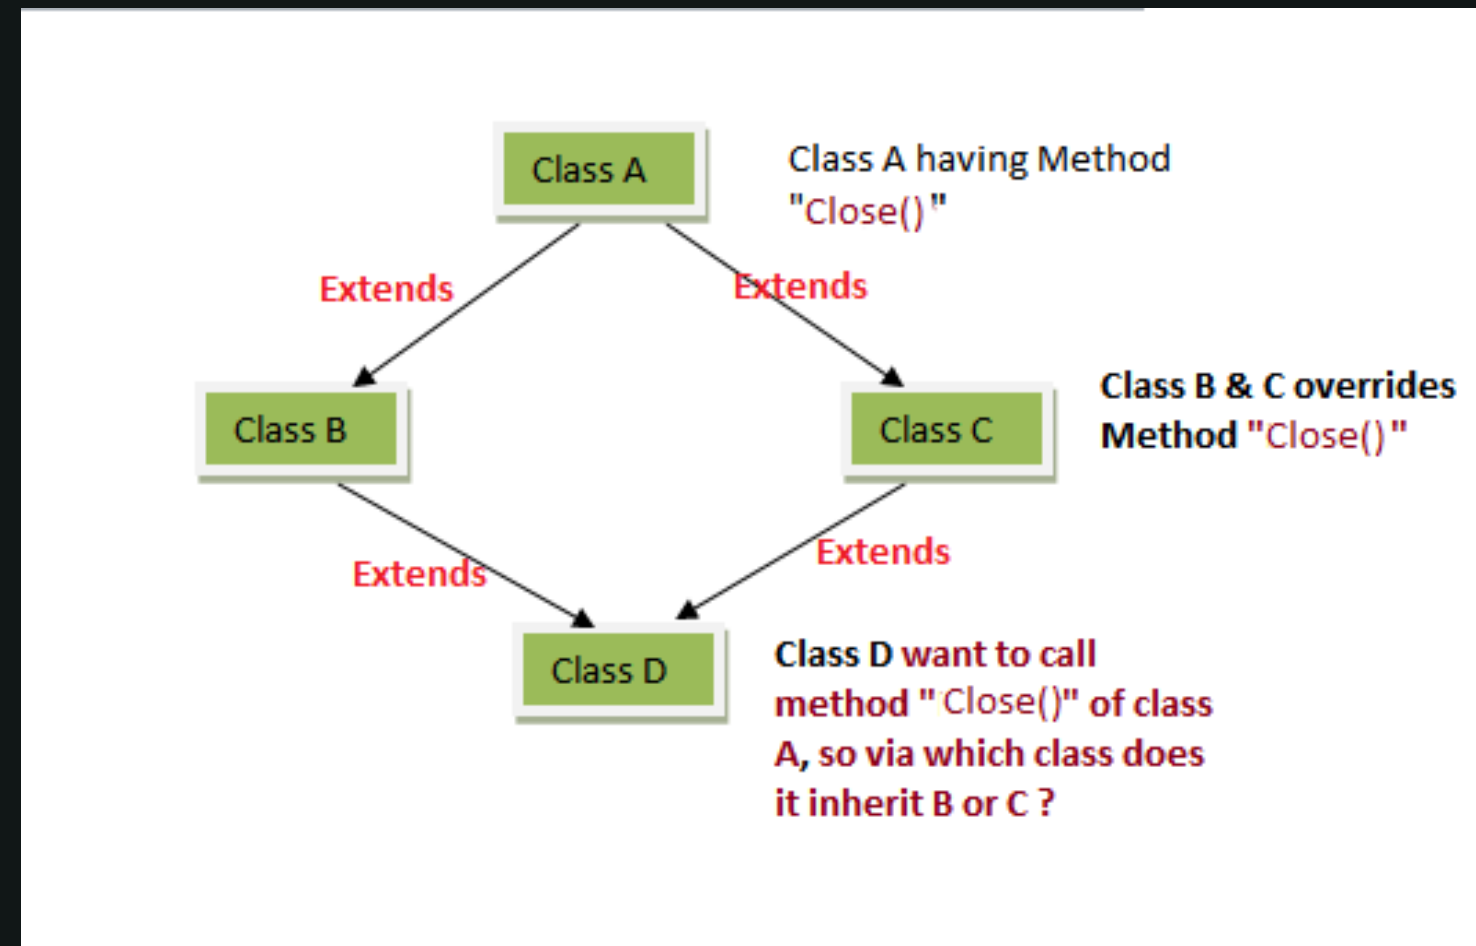 Class A
Class A having Method
"Close()"
Extends
Extends
Class B
Class C
Class B & C overrides
Method "Close()"
Extends
Extends
Class D
Class D want to call
method "Close()" of class
A, so via which class does
it inherit B or C ?